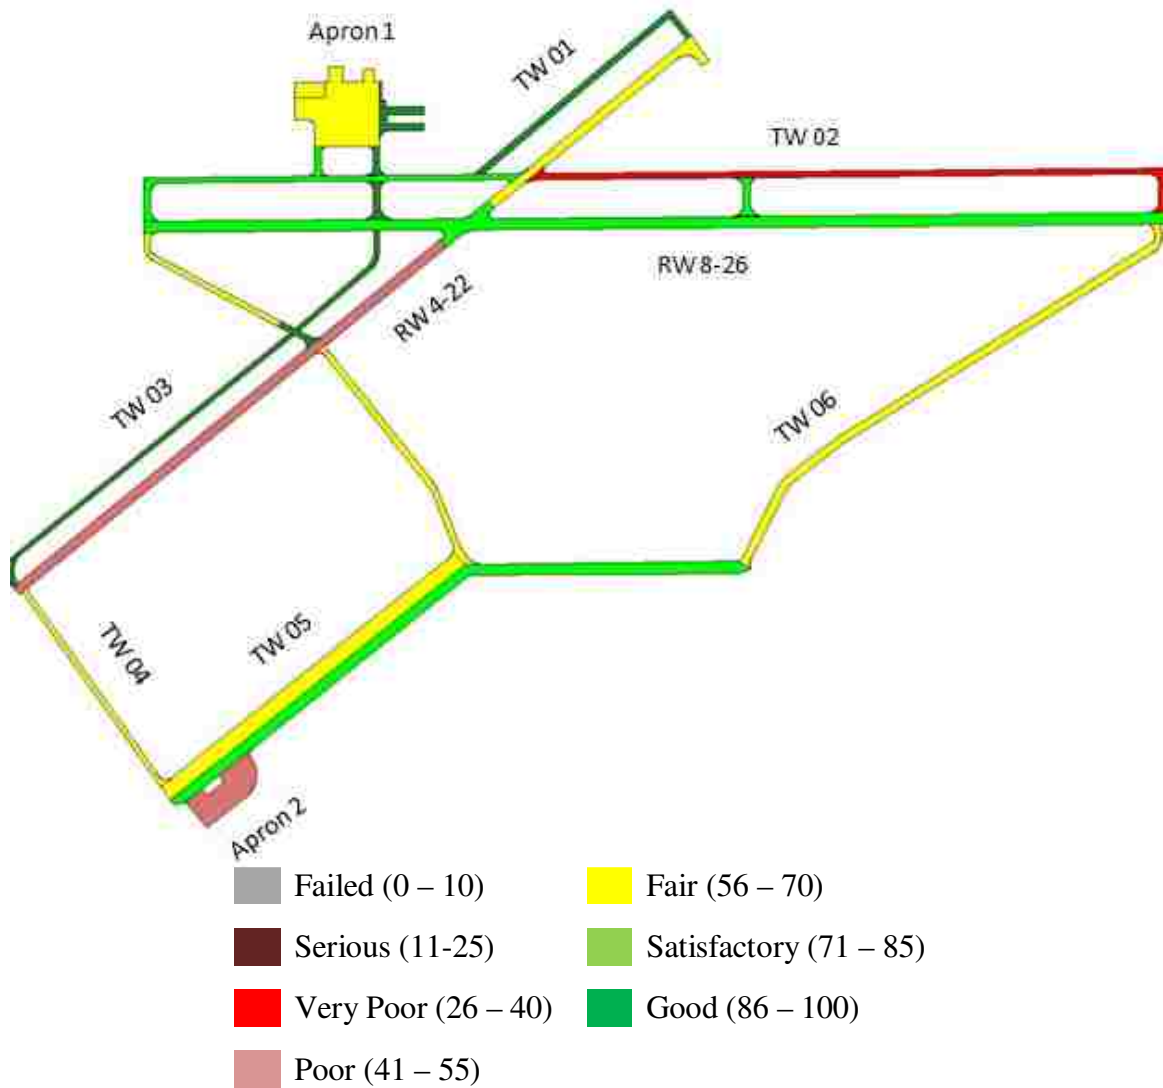 Apron 1
TW 01
TW 02
RW 8-26
RW 4-22
TW 03
TW 06
TW 05
TW 04
Apron 2
Failed (0 – 10)
Fair (56 – 70)
Serious (11-25)
Satisfactory (71 – 85)
Very Poor (26 – 40)
Good (86 – 100)
Poor (41 – 55)